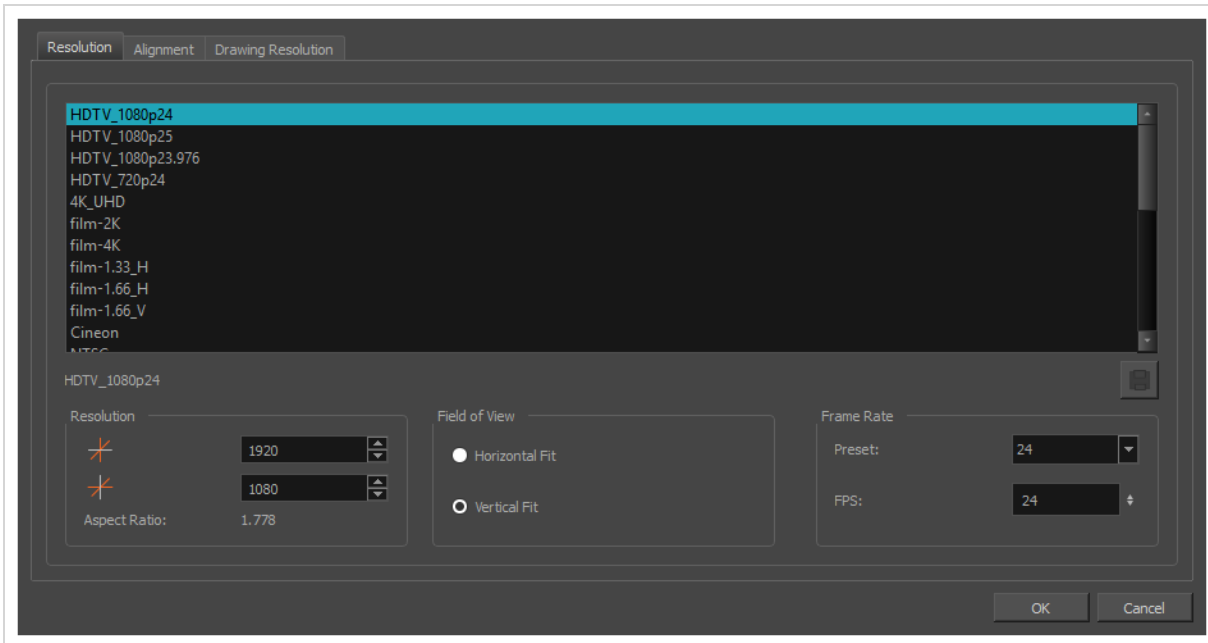 Resolution Alignment Drawing Resolution
HDTV_1080p24
HDTV_1080p25
HDTV_1080p23.976
HDTV_720p24
4K_UHD
film-2K
film-4K
film-1.33_H
film-1.66_H
film-1.66_V
Cineon
NTSC
HDTV_1080p24
Resolution
1920
1080
Aspect Ratio: 1.778
Field of View
Horizontal Fit
Vertical Fit
Frame Rate
Preset: 24
FPS: 24
OK Cancel